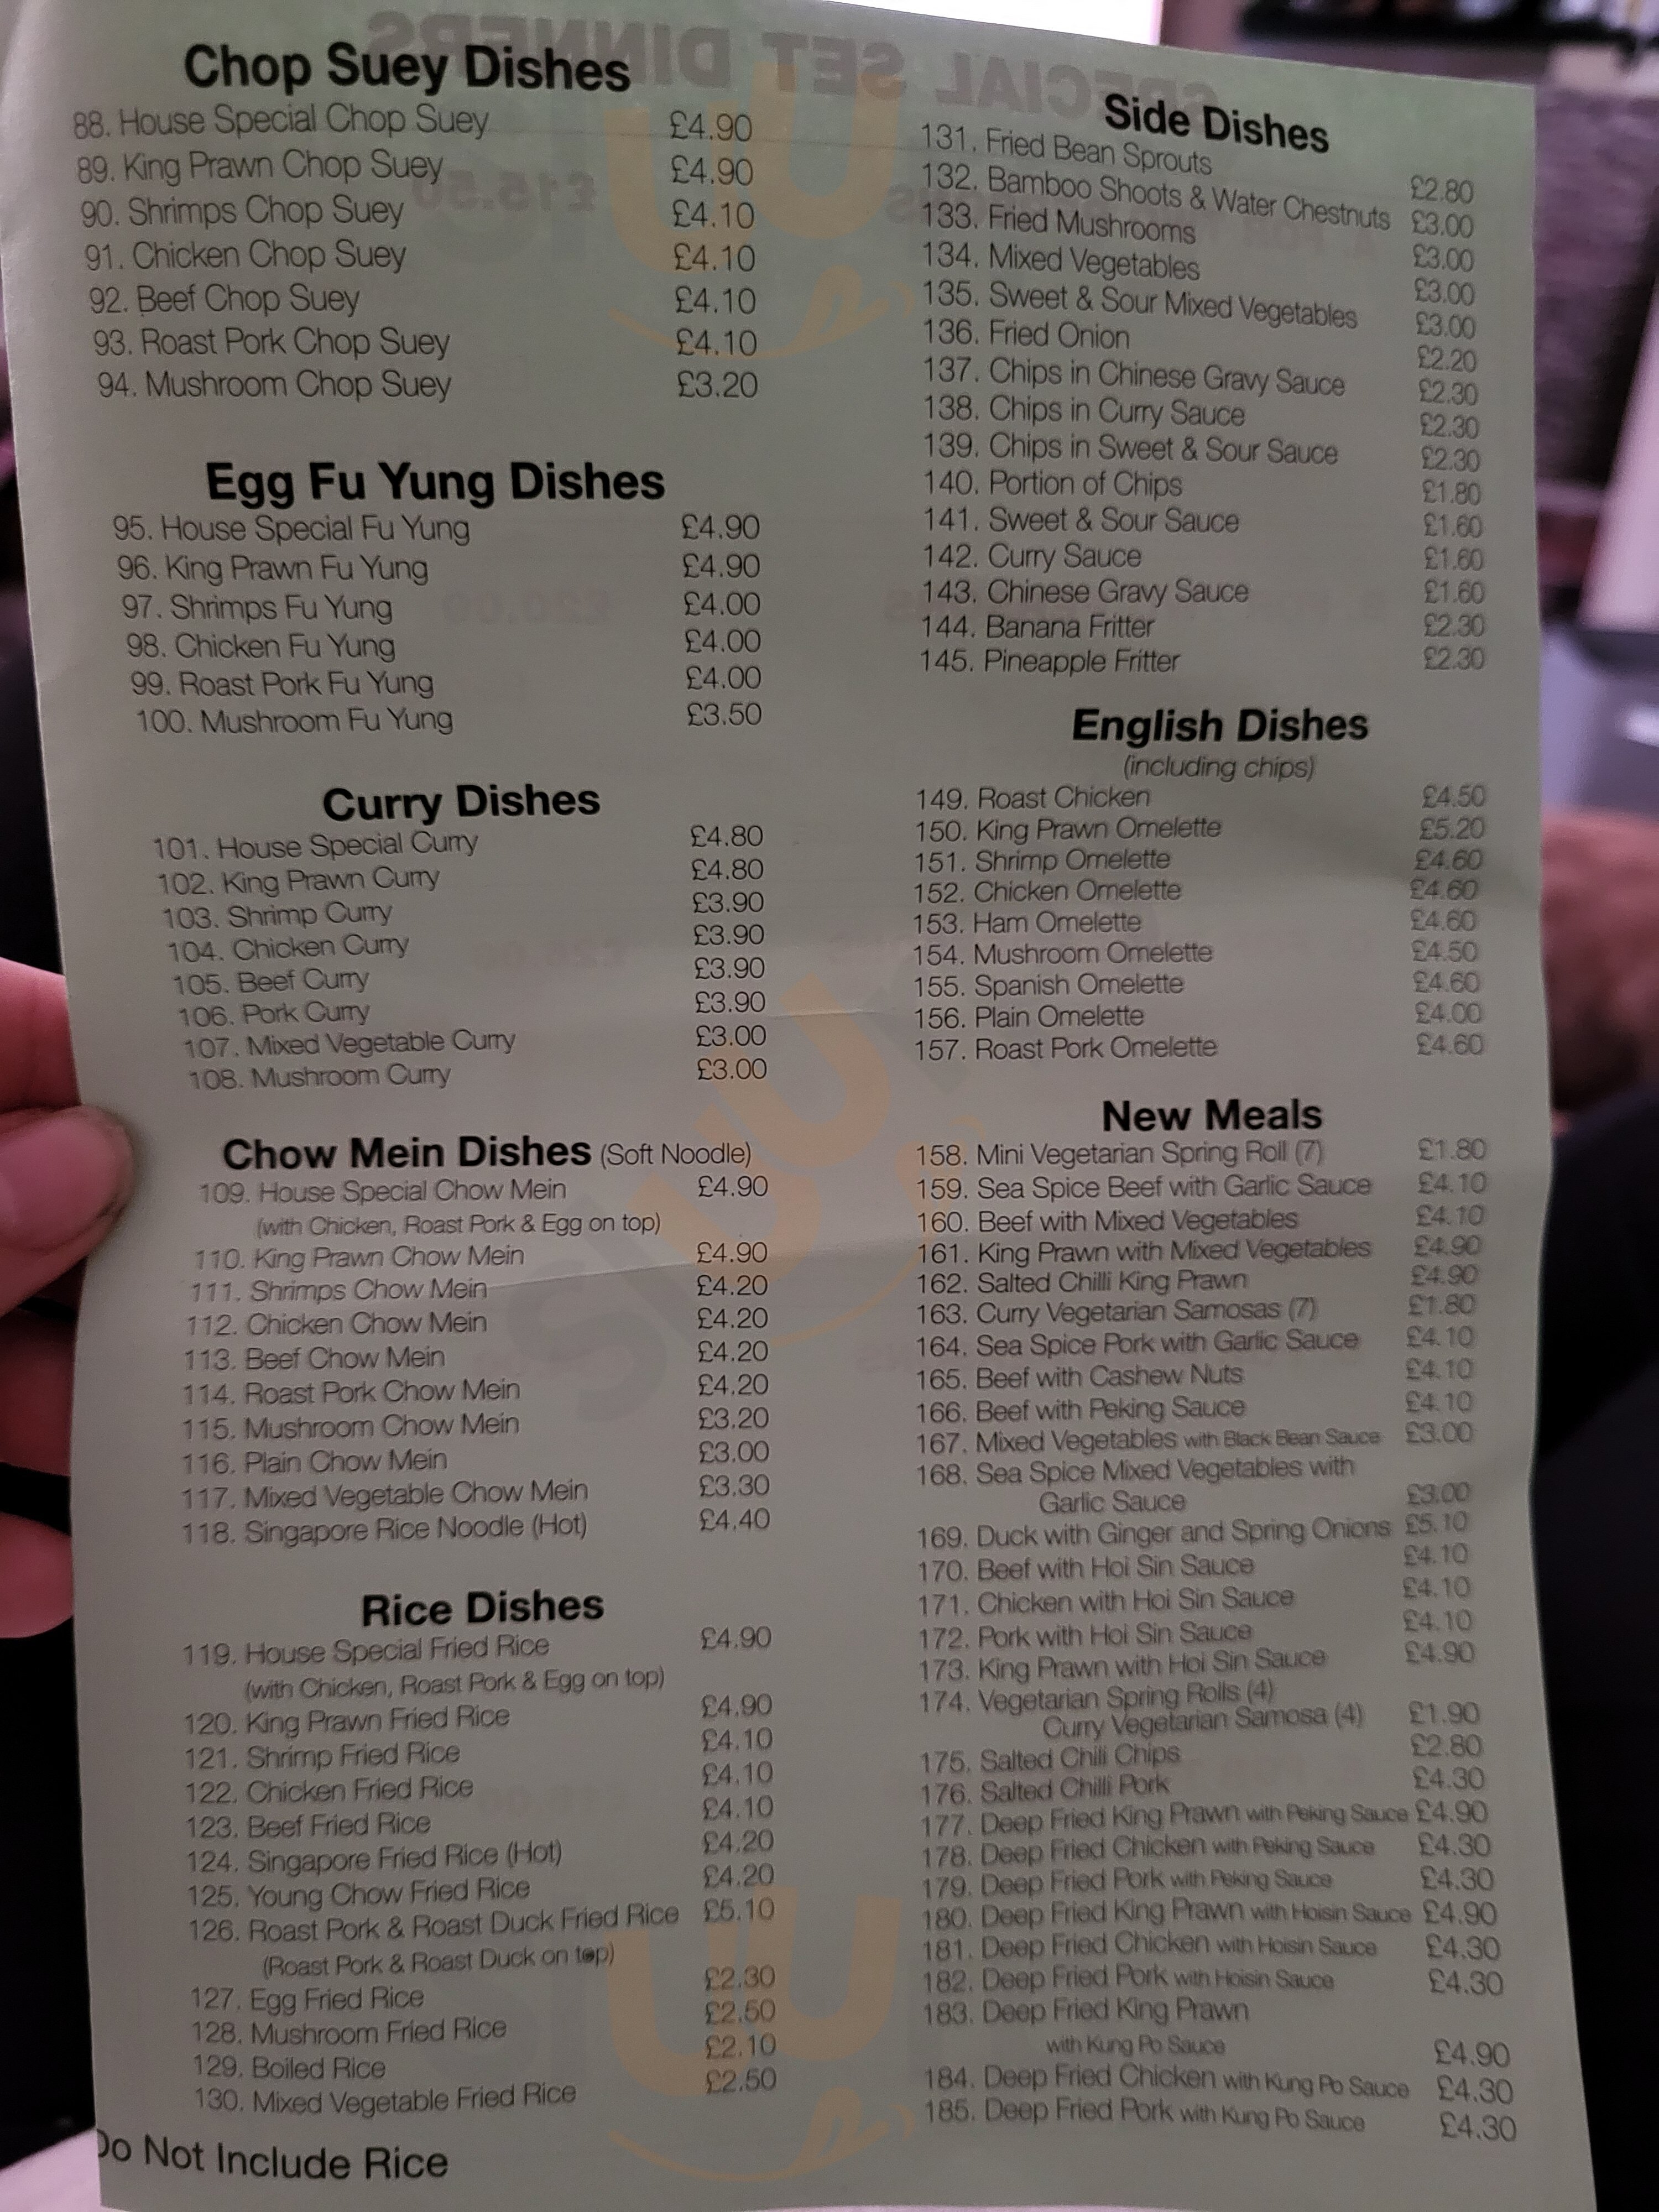 Chop Suey Dishes
88. House Special Chop Suey £4.90
89. King Prawn Chop Suey £4.90
90. Shrimps Chop Suey £4.10
91. Chicken Chop Suey £4.10
92. Beef Chop Suey £4.10
93. Roast Pork Chop Suey £4.10
94. Mushroom Chop Suey £3.20
Egg Fu Yung Dishes
95. House Special Fu Yung £4.90
96. King Prawn Fu Yung £4.90
97. Shrimps Fu Yung £4.00
98. Chicken Fu Yung £4.00
99. Roast Pork Fu Yung £4.00
100. Mushroom Fu Yung £3.50
Curry Dishes
101. House Special Curry £4.80
102. King Prawn Curry £4.80
103. Shrimp Curry £3.90
104. Chicken Curry £3.90
105. Beef Curry £3.90
106. Pork Curry £3.90
107. Mixed Vegetable Curry £3.00
108. Mushroom Curry £3.00
Chow Mein Dishes (Soft Noodle)
109. House Special Chow Mein £4.90
(with Chicken, Roast Pork & Egg on top)
110. King Prawn Chow Mein £4.90
111. Shrimps Chow Mein £4.20
112. Chicken Chow Mein £4.20
113. Beef Chow Mein £4.20
114. Roast Pork Chow Mein £4.20
115. Mushroom Chow Mein £3.20
116. Plain Chow Mein £3.00
117. Mixed Vegetable Chow Mein £3.30
118. Singapore Rice Noodle (Hot) £4.40
Rice Dishes
119. House Special Fried Rice £4.90
(with Chicken, Roast Pork & Egg on top)
120. King Prawn Fried Rice £4.90
121. Shrimp Fried Rice £4.10
122. Chicken Fried Rice £4.10
123. Beef Fried Rice £4.10
124. Singapore Fried Rice (Hot) £4.20
125. Young Chow Fried Rice £4.20
126. Roast Pork & Roast Duck Fried Rice £5.10
(Roast Pork & Roast Duck on top)
127. Egg Fried Rice £2.30
128. Mushroom Fried Rice £2.50
129. Boiled Rice £2.10
130. Mixed Vegetable Fried Rice £2.50
Do Not Include Rice
Side Dishes
131. Fried Bean Sprouts £2.80
132. Bamboo Shoots & Water Chestnuts £3.00
133. Fried Mushrooms £3.00
134. Mixed Vegetables £3.00
135. Sweet & Sour Mixed Vegetables £3.00
136. Fried Onion £2.20
137. Chips in Chinese Gravy Sauce £2.30
138. Chips in Curry Sauce £2.30
139. Chips in Sweet & Sour Sauce £2.30
140. Portion of Chips £1.80
141. Sweet & Sour Sauce £1.60
142. Curry Sauce £1.60
143. Chinese Gravy Sauce £1.60
144. Banana Fritter £2.30
145. Pineapple Fritter £2.30
English Dishes
(including chips)
149. Roast Chicken £4.50
150. King Prawn Omelette £5.20
151. Shrimp Omelette £4.60
152. Chicken Omelette £4.60
153. Ham Omelette £4.60
154. Mushroom Omelette £4.50
155. Spanish Omelette £4.60
156. Plain Omelette £4.00
157. Roast Pork Omelette £4.60
New Meals
158. Mini Vegetarian Spring Roll (7) £1.80
159. Sea Spice Beef with Garlic Sauce £4.10
160. Beef with Mixed Vegetables £4.10
161. King Prawn with Mixed Vegetables £4.90
162. Salted Chilli King Prawn £4.90
163. Curry Vegetarian Samosas (7) £1.80
164. Sea Spice Pork with Garlic Sauce £4.10
165. Beef with Cashew Nuts £4.10
166. Beef with Peking Sauce £4.10
167. Mixed Vegetables with Black Bean Sauce £3.00
168. Sea Spice Mixed Vegetables with
Garlic Sauce £3.00
169. Duck with Ginger and Spring Onions £5.10
170. Beef with Hoi Sin Sauce £4.10
171. Chicken with Hoi Sin Sauce £4.10
172. Pork with Hoi Sin Sauce £4.10
173. King Prawn with Hoi Sin Sauce £4.90
174. Vegetarian Spring Rolls (4)
Curry Vegetarian Samosa (4) £1.90
175. Salted Chilli Chips £2.80
176. Salted Chilli Pork £4.30
177. Deep Fried King Prawn with Peking Sauce £4.90
178. Deep Fried Chicken with Peking Sauce £4.30
179. Deep Fried Pork with Peking Sauce £4.30
180. Deep Fried King Prawn with Hoisin Sauce £4.90
181. Deep Fried Chicken with Hoisin Sauce £4.30
182. Deep Fried Pork with Hoisin Sauce £4.30
183. Deep Fried King Prawn
with Kung Po Sauce £4.90
184. Deep Fried Chicken with Kung Po Sauce £4.30
185. Deep Fried Pork with Kung Po Sauce £4.30